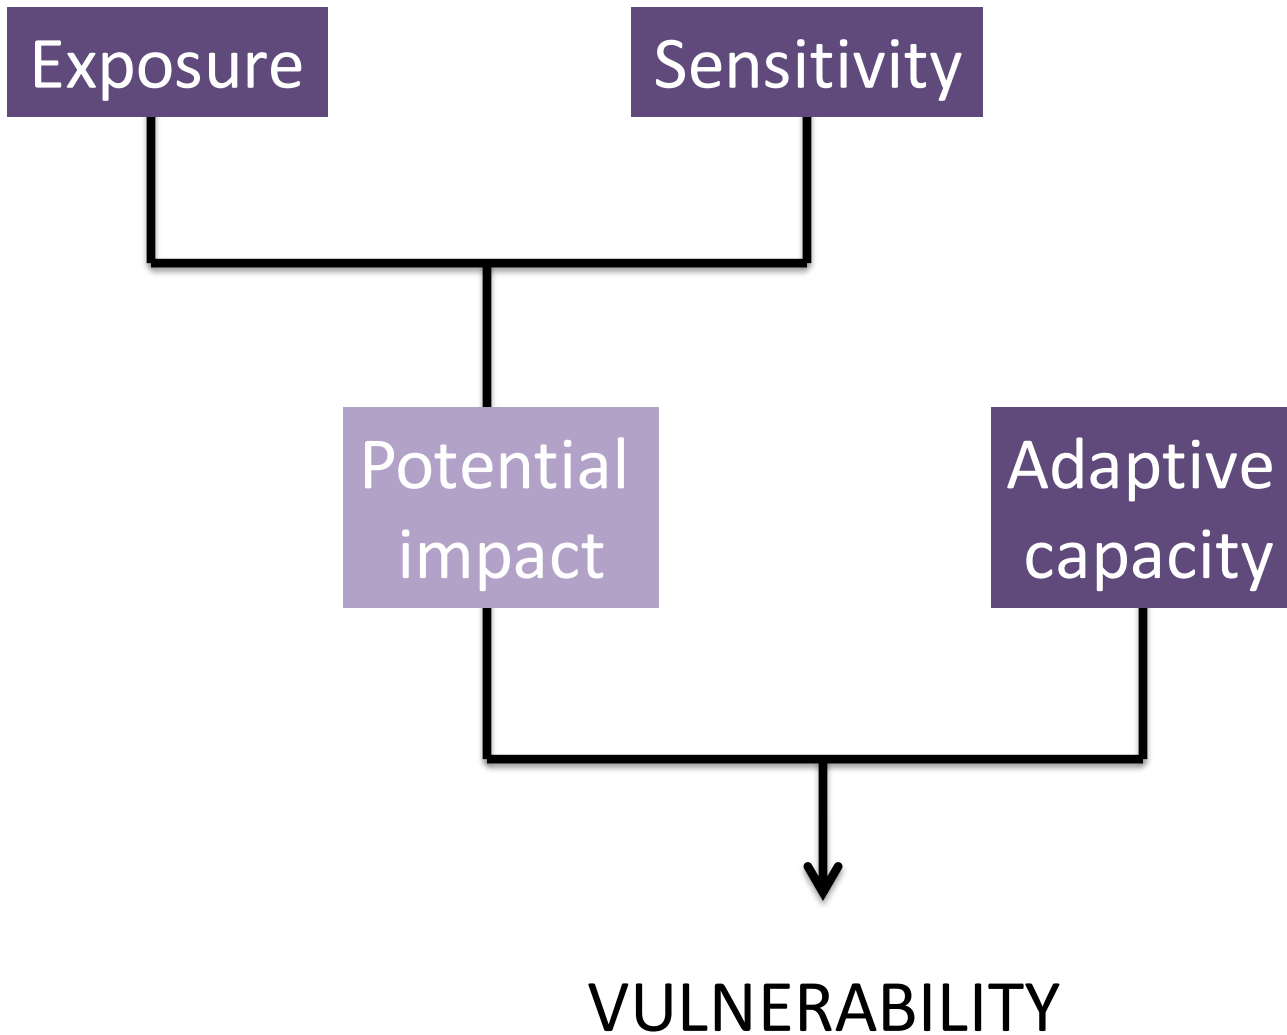 Exposure
Sensitivity
Potential
impact
Adaptive
capacity
VULNERABILITY